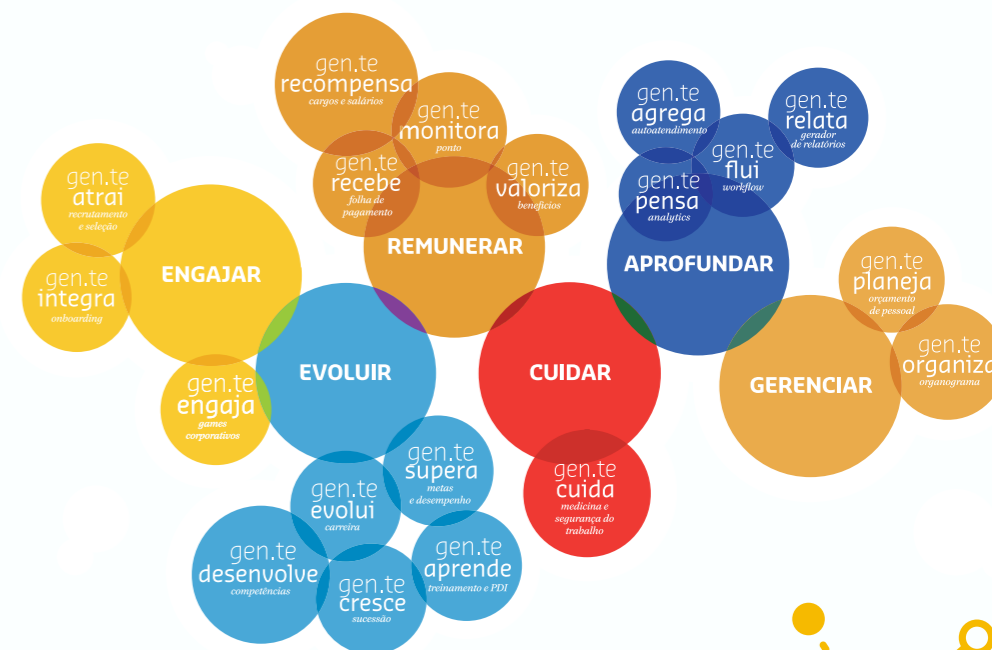 gen.te
atrai
recrutamento
e seleção
gen.te
integra
onboarding
ENGAJAR
gen.te
engaja
games
corporativos
gen.te
recompensa
cargos e salários
gen.te
monitora
ponto
gen.te
recebe
folha de
pagamento
gen.te
valoriza
benefícios
REMUNERAR
EVOLUIR
gen.te
supera
metas
e desempenho
gen.te
evolui
carreira
gen.te
desenvolve
competências
gen.te
cresce
sucessão
gen.te
aprende
treinamento e PDI
CUIDAR
gen.te
cuida
medicina e
segurança do
trabalho
gen.te
agrega
autoatendimento
gen.te
relata
gerador
de relatórios
gen.te
flui
workflow
gen.te
pensa
analytics
APROFUNDAR
gen.te
planeja
orçamento
de pessoal
gen.te
organiza
organograma
GERENCIAR